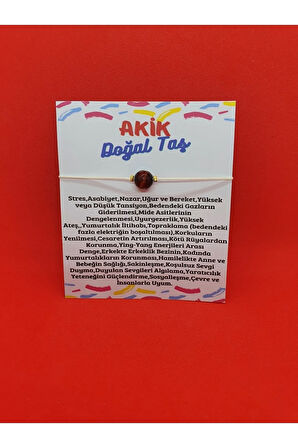 AKİK
Doğal Taş
Stres,Asabiyet,Nazar,Uğur ve Bereket,Yüksek
veya Düşük Tansiyon,Bedendeki Gazların
Giderilmesi,Mide Asitlerinin
Dengelenmesi,Uyurgezerlik,Yüksek
Ateş,,Yumurtalık İltihabı,Topraklama (bedendeki
fazla elektriğin boşaltılması),Korkuların
Yenilmesi,Cesaretin Artırılması,Kötü Rüyalardan
Korunma,Ying-Yang Enerjileri Arası
Denge,Erkekte Erkeklik Bezinin,Kadında
Yumurtalıkların Korunması,Hamilelikte Anne ve
Bebeğin Sağlığı,Sakinleşme,Koşulsuz Sevgi
Duyma,Duyulan Sevgileri Algılama,Yaratıcılık
Yeteneğini Güçlendirme,Sosyalleşme,Çevre ve
İnsanlarla Uyum.